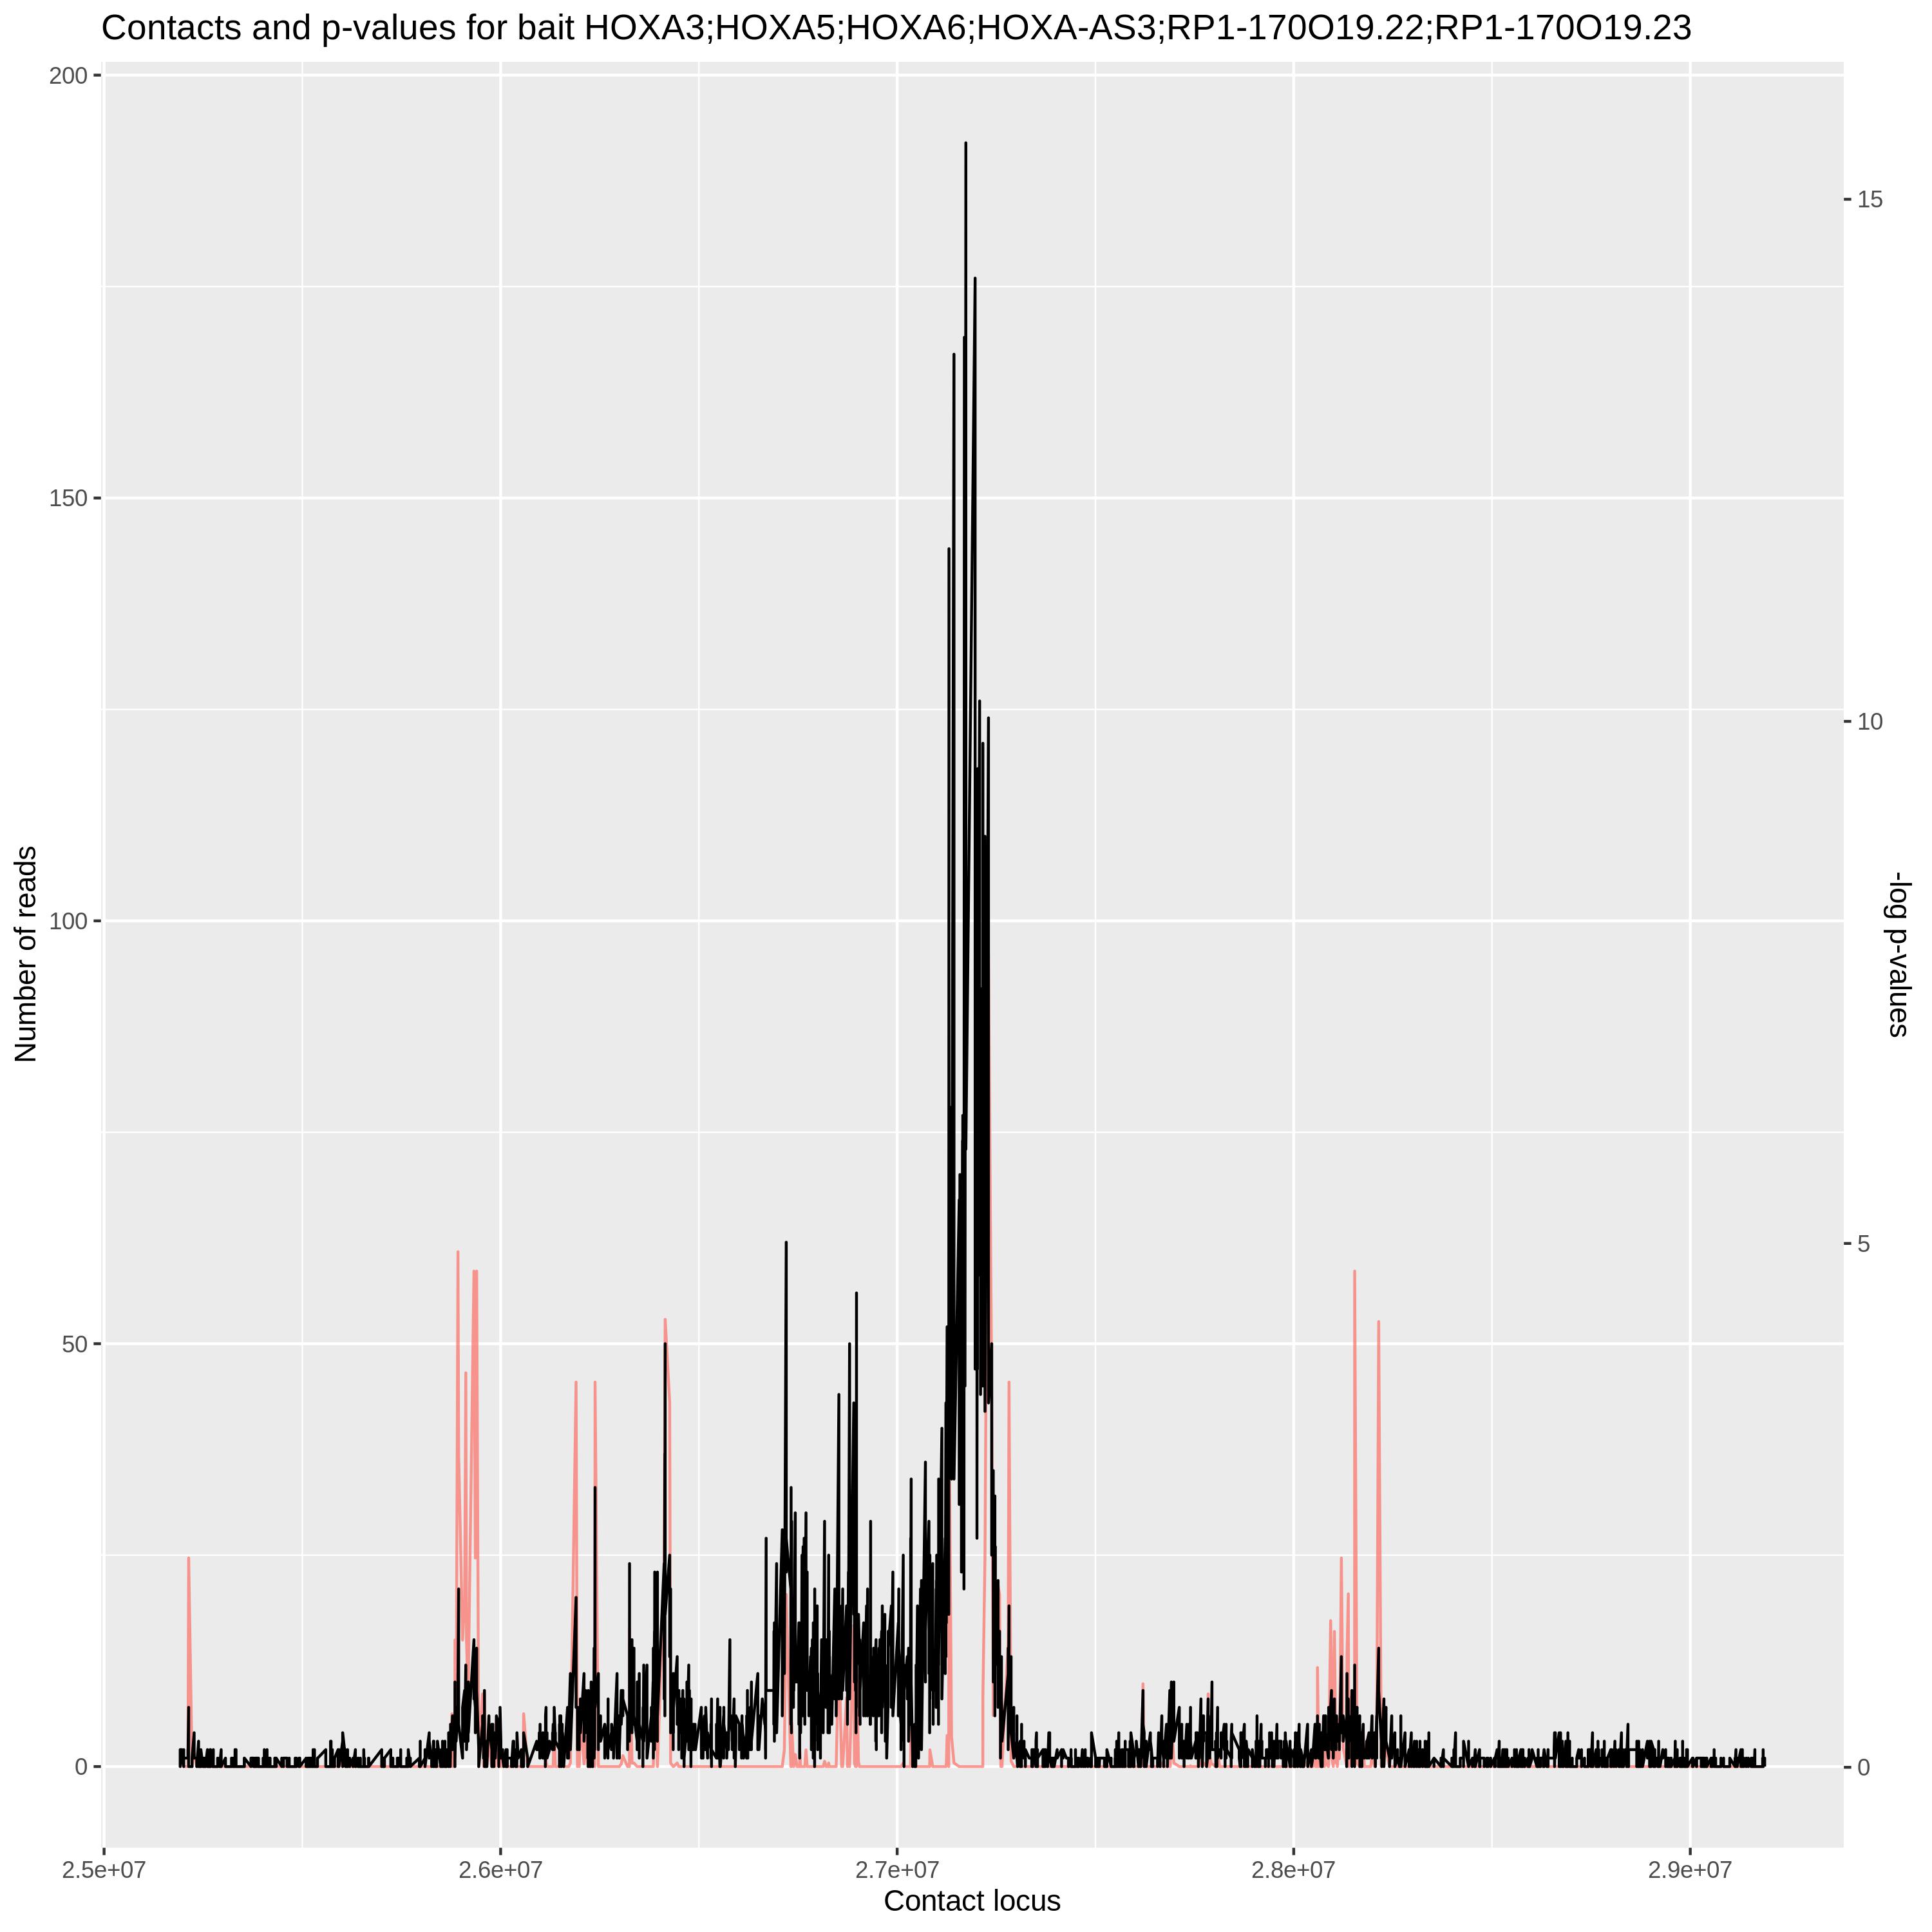 Contacts and p-values for bait HOXA3;HOXA5;HOXA6;HOXA-AS3;RP1-170O19.22;RP1-170O19.23
200
150
100
50
0
Number of reads
15
10
5
0
-log p-values
2.5e+07 2.6e+07 2.7e+07 2.8e+07 2.9e+07
Contact locus